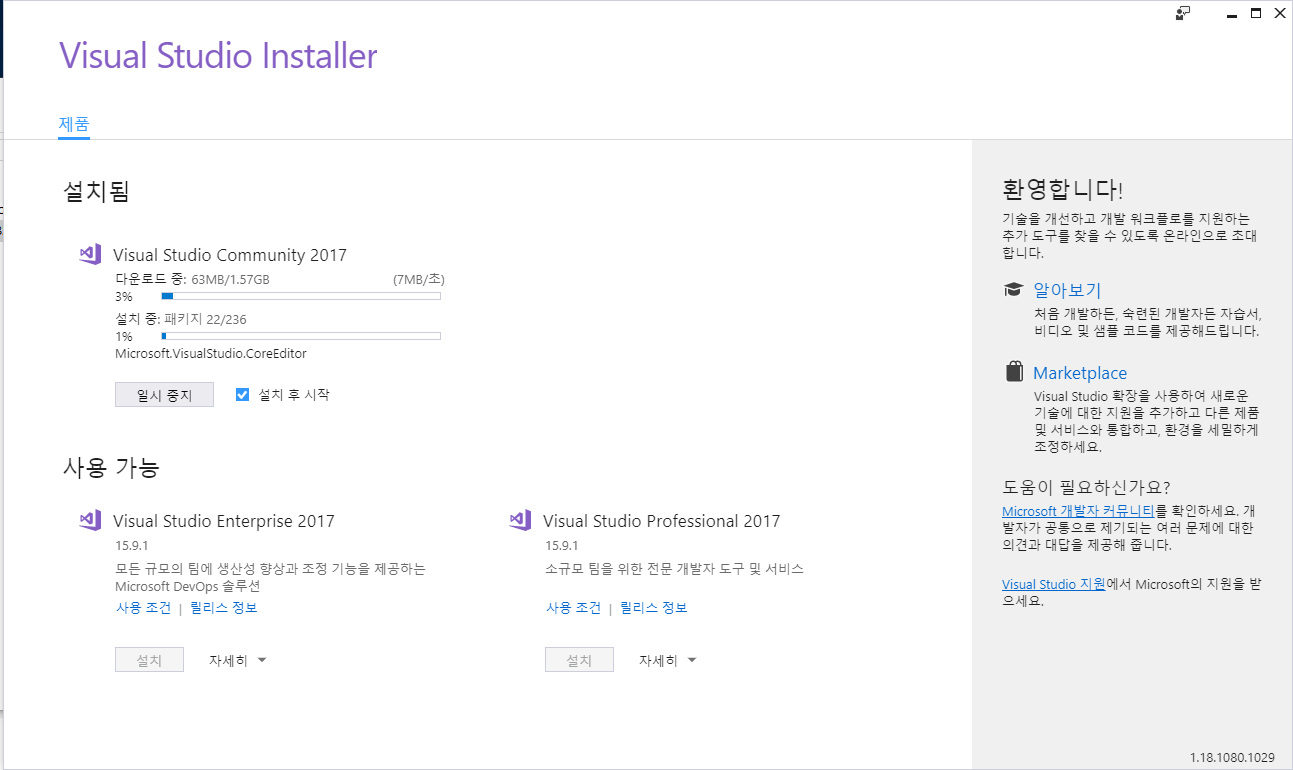 Visual Studio Installer
제품
설치됨
Visual Studio Community 2017
다운로드 중: 63MB/1.57GB (7MB/초)
3%
설치 중: 패키지 22/236
1%
Microsoft.VisualStudio.CoreEditor
일시 중지 설치 후 시작
사용 가능
Visual Studio Enterprise 2017
15.9.1
모든 규모의 팀에 생산성 향상과 조정 기능을 제공하는
Microsoft DevOps 솔루션
사용 조건 | 릴리스 정보
설치 자세히
Visual Studio Professional 2017
15.9.1
소규모 팀을 위한 전문 개발자 도구 및 서비스
사용 조건 | 릴리스 정보
설치 자세히
환영합니다!
기술을 개선하고 개발 워크플로를 지원하는
추가 도구를 찾을 수 있도록 온라인으로 초대
합니다.
알아보기
처음 개발하든, 숙련된 개발자든 자습서,
비디오 및 샘플 코드를 제공해드립니다.
Marketplace
Visual Studio 확장을 사용하여 새로운
기술에 대한 지원을 추가하고 다른 제품
및 서비스와 통합하고, 환경을 세밀하게
조정하세요.
도움이 필요하신가요?
Microsoft 개발자 커뮤니티를 확인하세요. 개
발자가 공통으로 제기되는 여러 문제에 대한
의견과 대답을 제공해 줍니다.
Visual Studio 지원에서 Microsoft의 지원을 받
으세요.
1.18.1080.1029